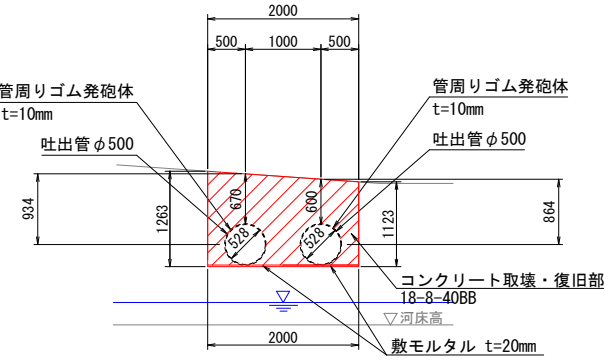 2000
500
1000
500
管周りゴム発砲体
t=10mm
吐出管φ500
管周りゴム発砲体
t=10mm
吐出管φ500
934
1263
670
600
528
528
1123
864
コンクリート取壊・復旧部
18-8-40BB
河床高
2000
敷モルタル t=20mm